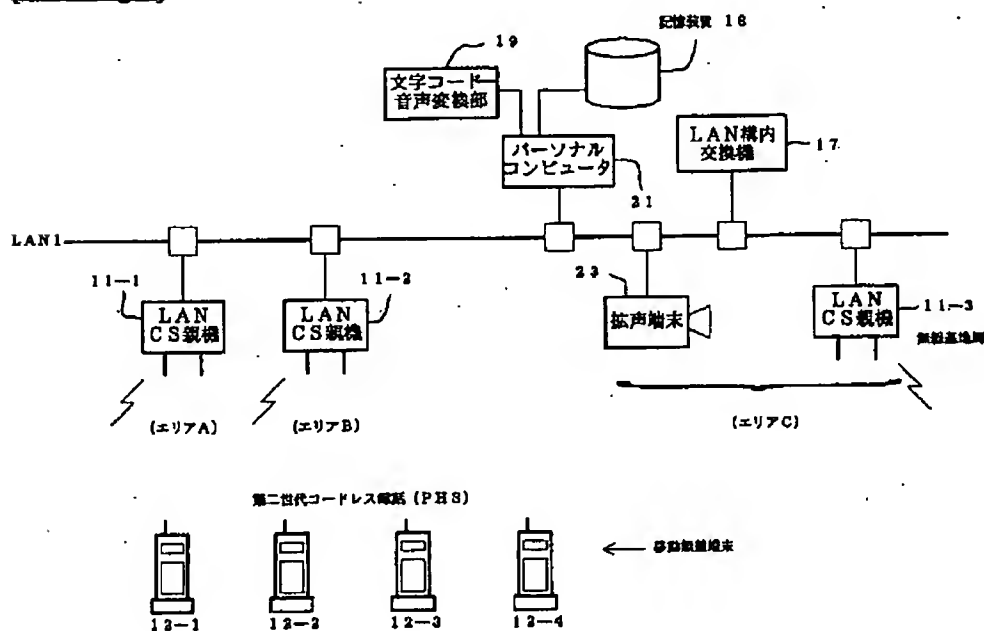 記憶装置 18
19
文字コード
音声変換部
パーソナル
コンピュータ
21
LAN構内
交換機
17
LAN1
11-1
LAN
CS親機
11-2
LAN
CS親機
23
拡声端末
LAN
CS親機
11-3
無線基地局
(エリアA)
(エリアB)
(エリアC)
第二世代コードレス電話 (PHS)
移動無線端末
12-1
12-2
12-3
12-4